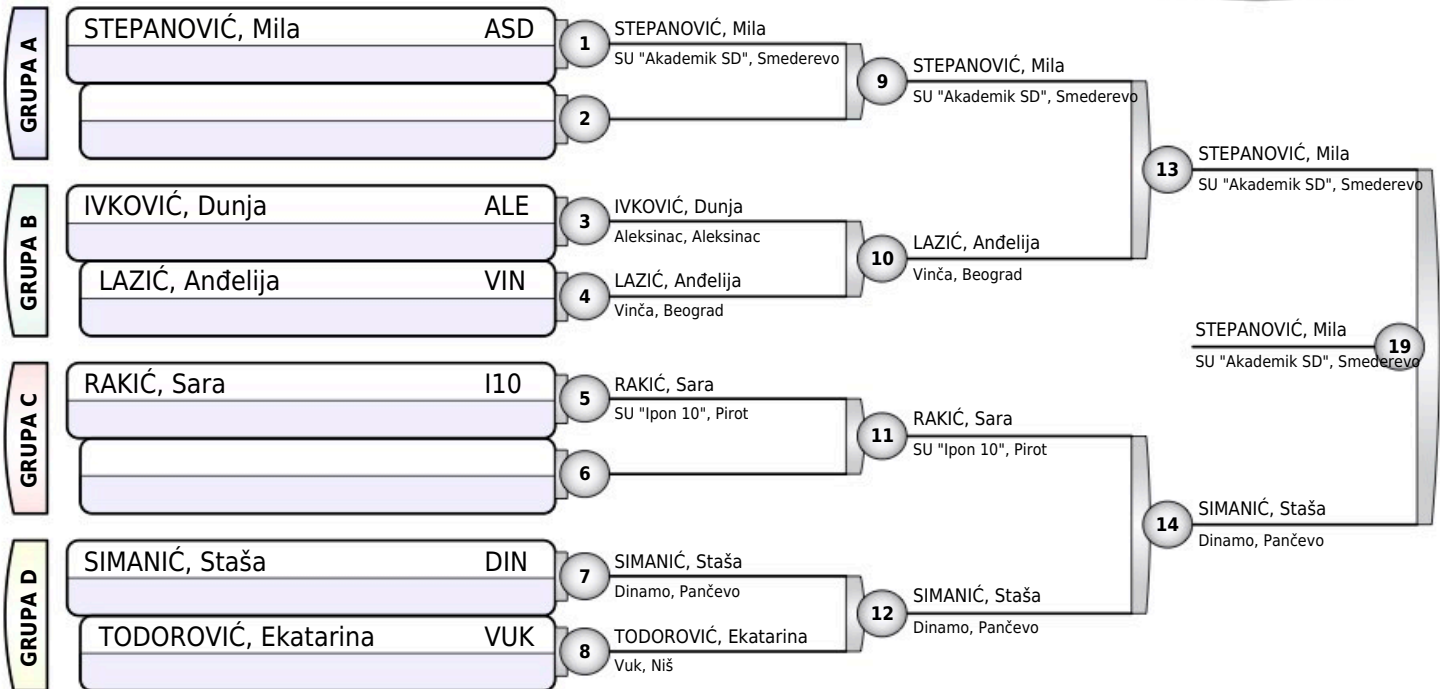 GRUPA A
STEPANOVIĆ, Mila ASD
1
STEPANOVIĆ, Mila
SU "Akademik SD", Smederevo
2
9
STEPANOVIĆ, Mila
SU "Akademik SD", Smederevo
GRUPA B
IVKOVIĆ, Dunja ALE
3
IVKOVIĆ, Dunja
Aleksinac, Aleksinac
LAZIĆ, Anđelija VIN
4
LAZIĆ, Anđelija
Vinča, Beograd
10
LAZIĆ, Anđelija
Vinča, Beograd
13
STEPANOVIĆ, Mila
SU "Akademik SD", Smederevo
GRUPA C
RAKIĆ, Sara I10
5
RAKIĆ, Sara
SU "Ipon 10", Pirot
6
11
RAKIĆ, Sara
SU "Ipon 10", Pirot
GRUPA D
SIMANIĆ, Staša DIN
7
SIMANIĆ, Staša
Dinamo, Pančevo
TODOROVIĆ, Ekatarina VUK
8
TODOROVIĆ, Ekatarina
Vuk, Niš
12
SIMANIĆ, Staša
Dinamo, Pančevo
14
SIMANIĆ, Staša
Dinamo, Pančevo
STEPANOVIĆ, Mila
19
SU "Akademik SD", Smederevo